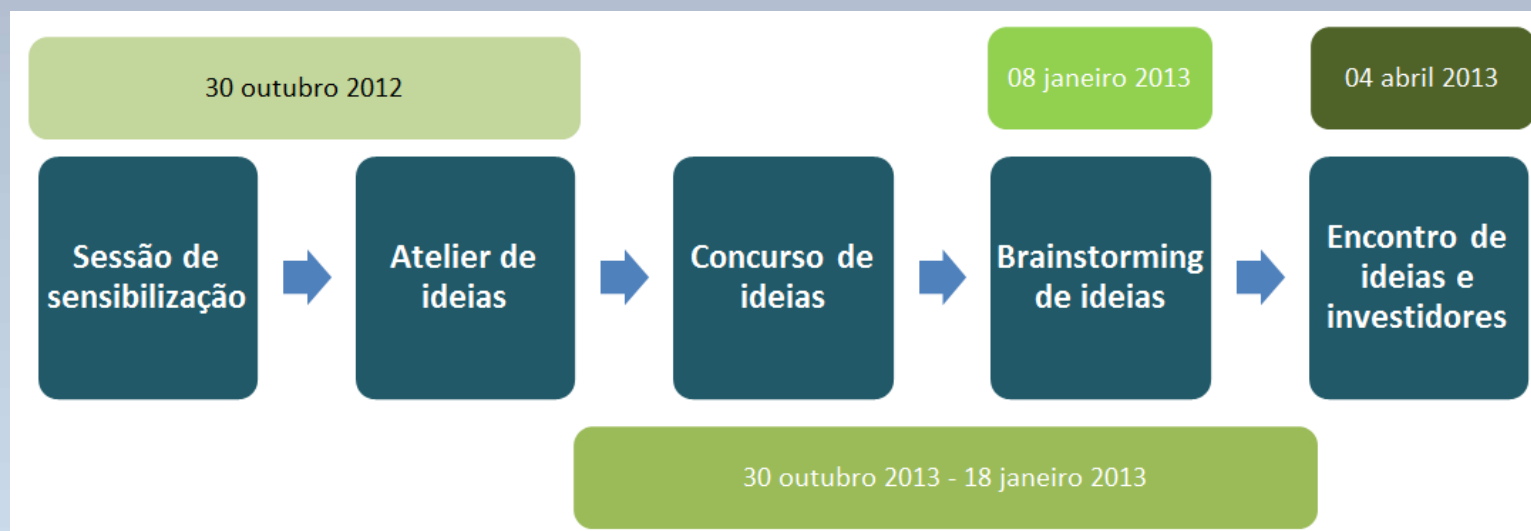 30 outubro 2012
08 janeiro 2013
04 abril 2013
Sessão de
sensibilização
Atelier de
ideias
Concurso de
ideias
Brainstorming
de ideias
Encontro de
ideias e
investidores
30 outubro 2013 - 18 janeiro 2013